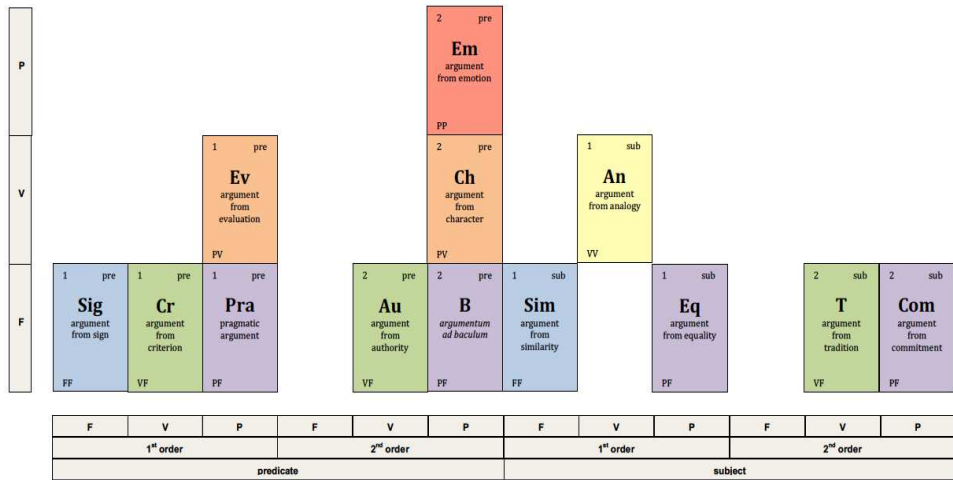 P
2 pre
Em
argument
from emotion
PP
V
1 pre
Ev
argument
from
evaluation
PV
2 pre
Ch
argument
from
character
PV
1 sub
An
argument
from analogy
VV
F
1 pre
Sig
argument
from sign
FF
1 pre
Cr
argument
from
criterion
VF
1 pre
Pra
pragmatic
argument
PF
2 pre
Au
argument
from
authority
VF
2 pre
B
argumentum
ad baculum
PF
1 sub
Sim
argument
from
similarity
FF
1 sub
Eq
argument
from equality
PF
2 sub
T
argument
from
tradition
VF
2 sub
Com
argument
from
commitment
PF
F V P F V P F V P F V P
1st order 2nd order 1st order 2nd order
predicate subject